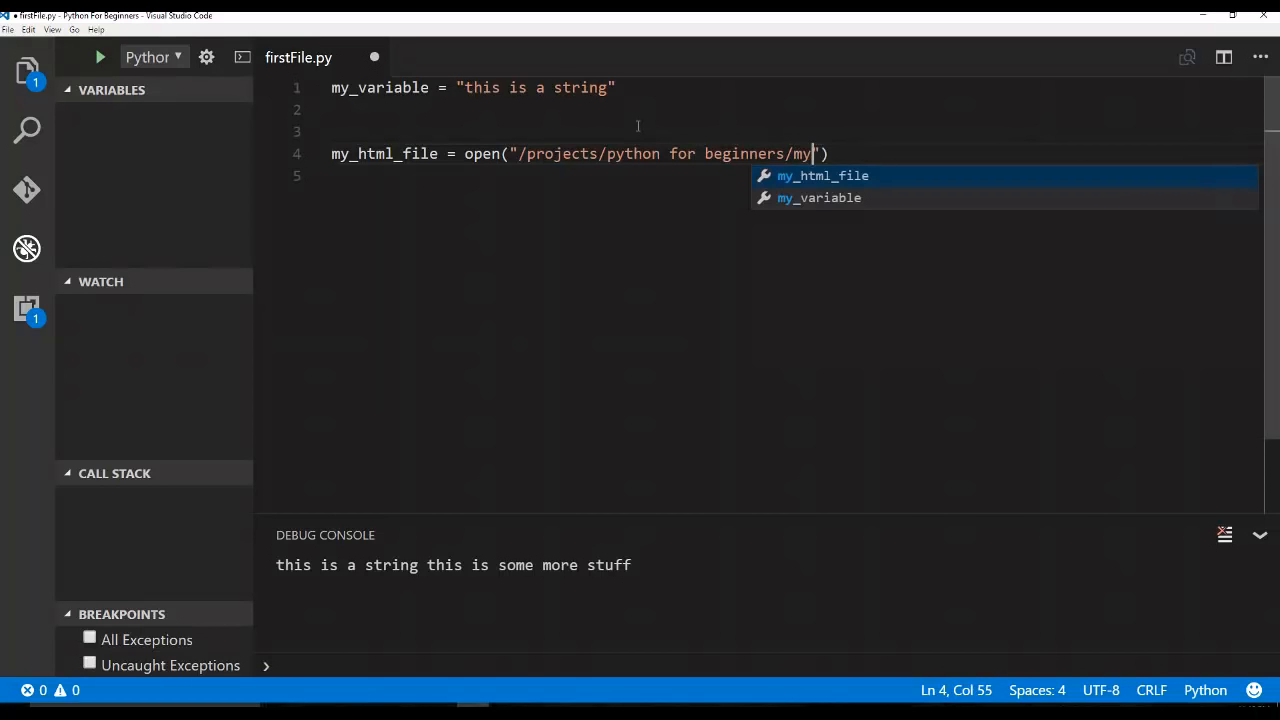 ● firstFile.py - Python For Beginners - Visual Studio Code
File Edit View Go Help
Python ▼
firstFile.py
VARIABLES
WATCH
CALL STACK
BREAKPOINTS
All Exceptions
Uncaught Exceptions
1
1
1 my_variable = "this is a string"
2
3
4 my_html_file = open("/projects/python for beginners/my")
5
my_html_file
my_variable
DEBUG CONSOLE
this is a string this is some more stuff
0 0
Ln 4, Col 55 Spaces: 4 UTF-8 CRLF Python